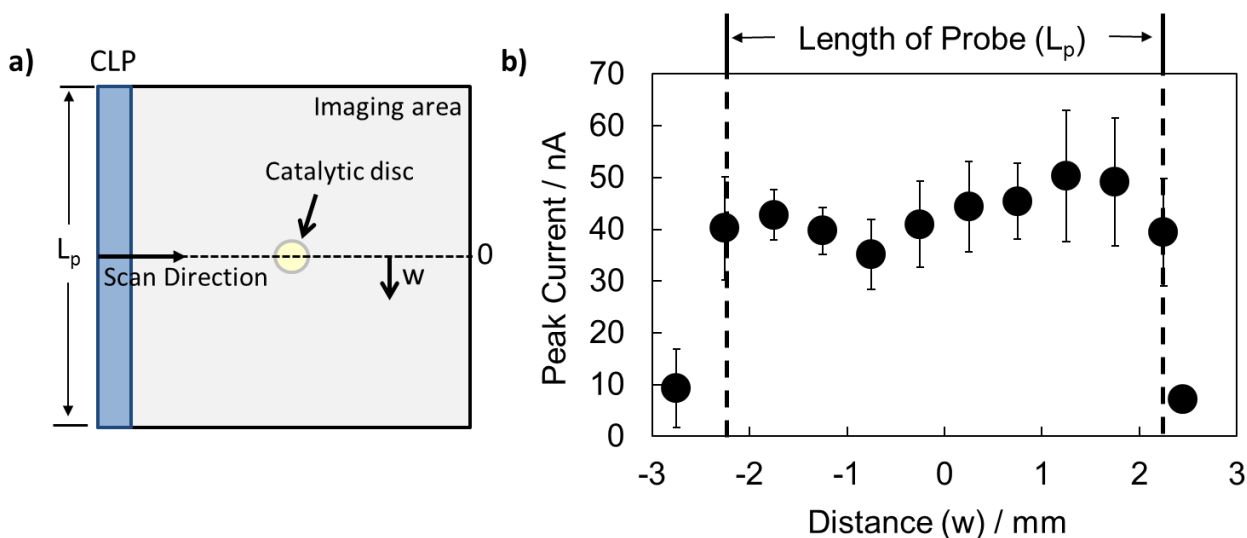 a)
CLP
Imaging area
Catalytic disc
Lp
0
Scan Direction
w
b)
Length of Probe (Lp)
70
60
50
40
30
20
10
0
Peak Current / nA
-3 -2 -1 0 1 2 3
Distance (w) / mm